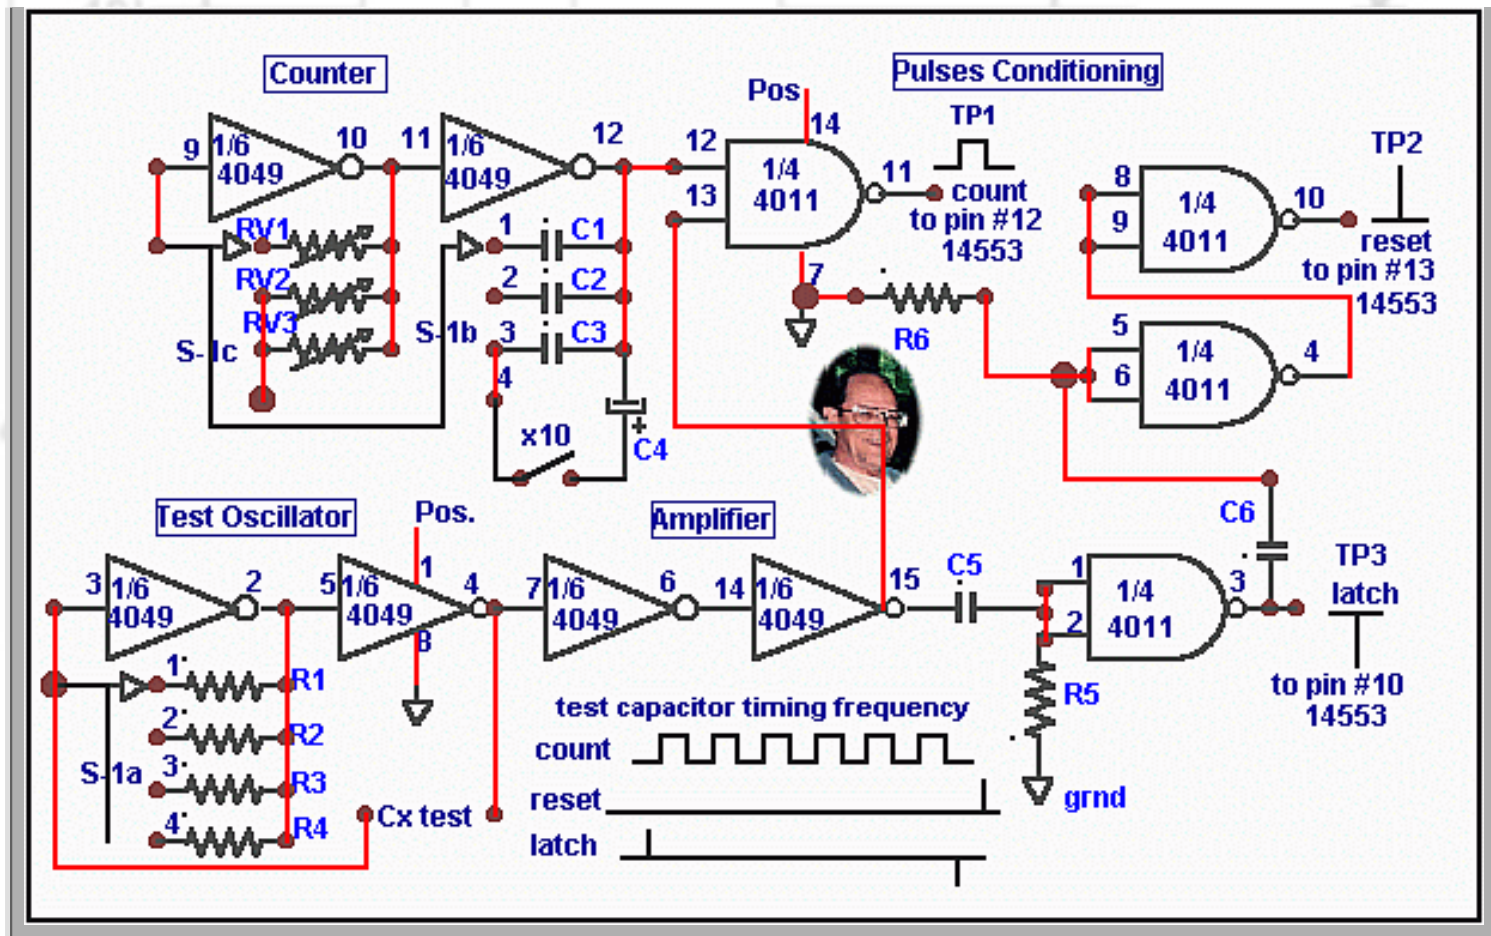 Counter
Pulses Conditioning
Pos
14
TP1
9
1/6
4049
10
11
1/6
4049
12
12
13
1/4
4011
11
count
to pin #12
14553
8
9
1/4
4011
10
TP2
reset
to pin #13
14553
RV1
RV2
RV3
S-1c
S-1b
1
C1
2
C2
3
C3
4
x10
+
C4
7
R6
5
6
1/4
4011
4
Test Oscillator
Pos.
Amplifier
3
1/6
4049
2
5
1/6
4049
1
8
4
7
1/6
4049
6
14
1/6
4049
15
C5
1
2
1/4
4011
3
C6
TP3
latch
to pin #10
14553
R5
grnd
1
R1
2
R2
S-1a
3
R3
4
R4
Cx test
test capacitor timing frequency
count
reset
latch